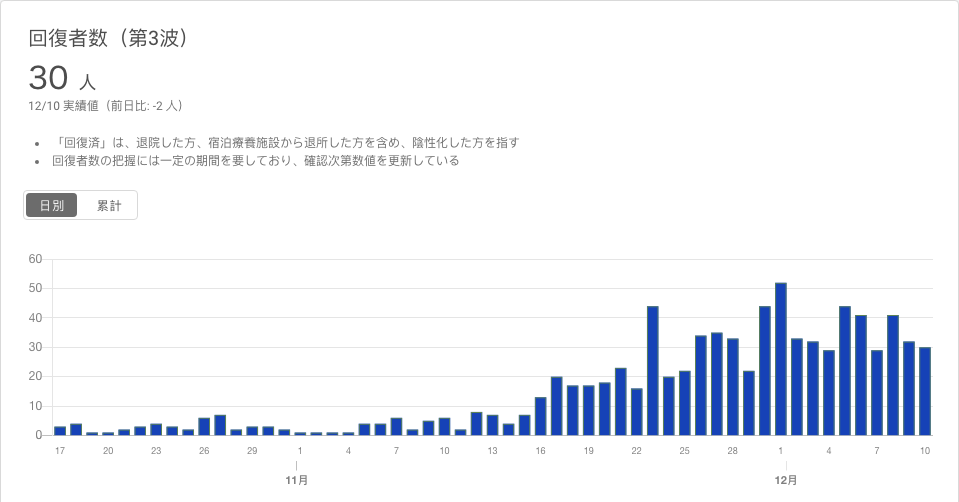 回復者数（第3波）
30 人
12/10 実績値（前日比: -2 人）
• 「回復済」は、退院した方、宿泊療養施設から退所した方を含め、陰性化した方を指す
• 回復者数の把握には一定の期間を要しており、確認次第数値を更新している
日別 累計
60
50
40
30
20
10
0
17 20 23 26 29 1 4 7 10 13 16 19 22 25 28 1 4 7 10
11月 12月